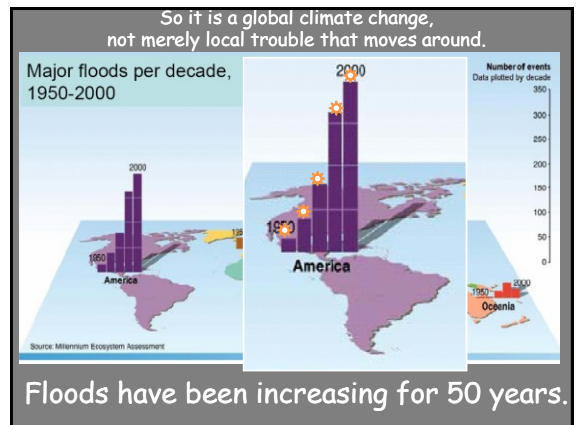 So it is a global climate change,
not merely local trouble that moves around.
Major floods per decade,
1950-2000
2000
1950
America
Source: Millennium Ecosystem Assessment
2000
1950
America
195
Number of events
Data plotted by decade
350
300
250
200
150
100
50
0
1950
2000
Oceania
Floods have been increasing for 50 years.